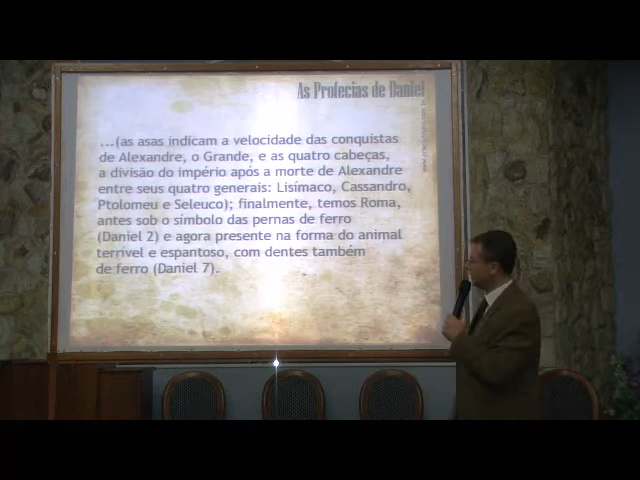 As Profecias de Daniel
...(as asas indicam a velocidade das conquistas
de Alexandre, o Grande, e as quatro cabeças,
a divisão do império após a morte de Alexandre
entre seus quatro generais: Lisímaco, Cassandro,
Ptolomeu e Seleuco); finalmente, temos Roma,
antes sob o símbolo das pernas de ferro
(Daniel 2) e agora presente na forma do animal
terrível e espantoso, com dentes também
de ferro (Daniel 7).